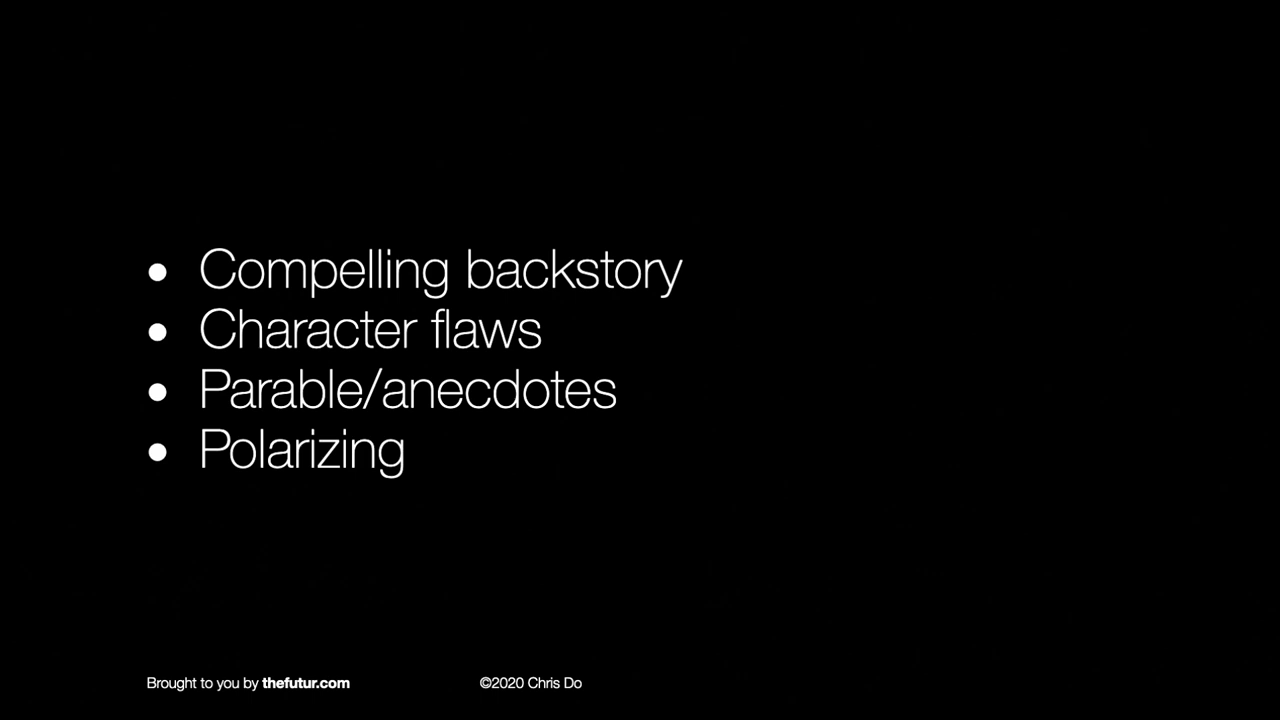 • Compelling backstory
• Character flaws
• Parable/anecdotes
• Polarizing
Brought to you by thefutur.com
©2020 Chris Do